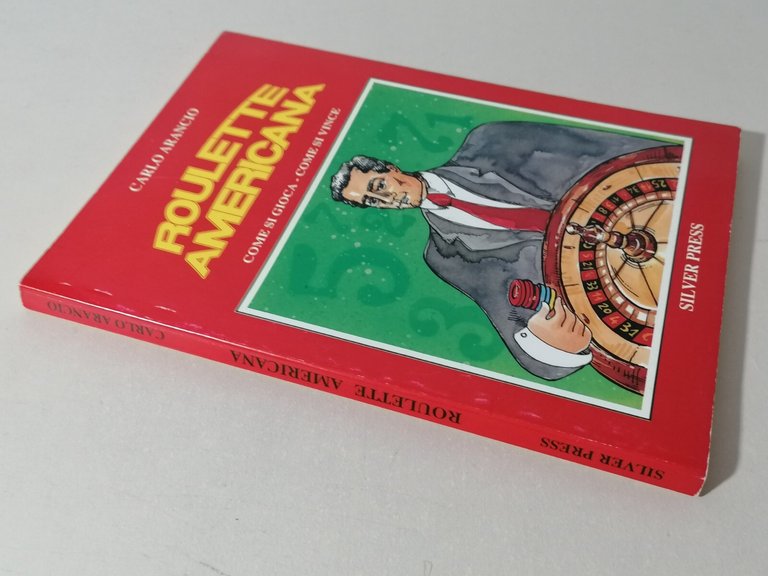 CARLO ARANCIO
ROULETTE
AMERICANA
COME SI GIOCA - COME SI VINCE
SILVER PRESS
CARLO ARANCIO
ROULETTE AMERICANA
SILVER PRESS